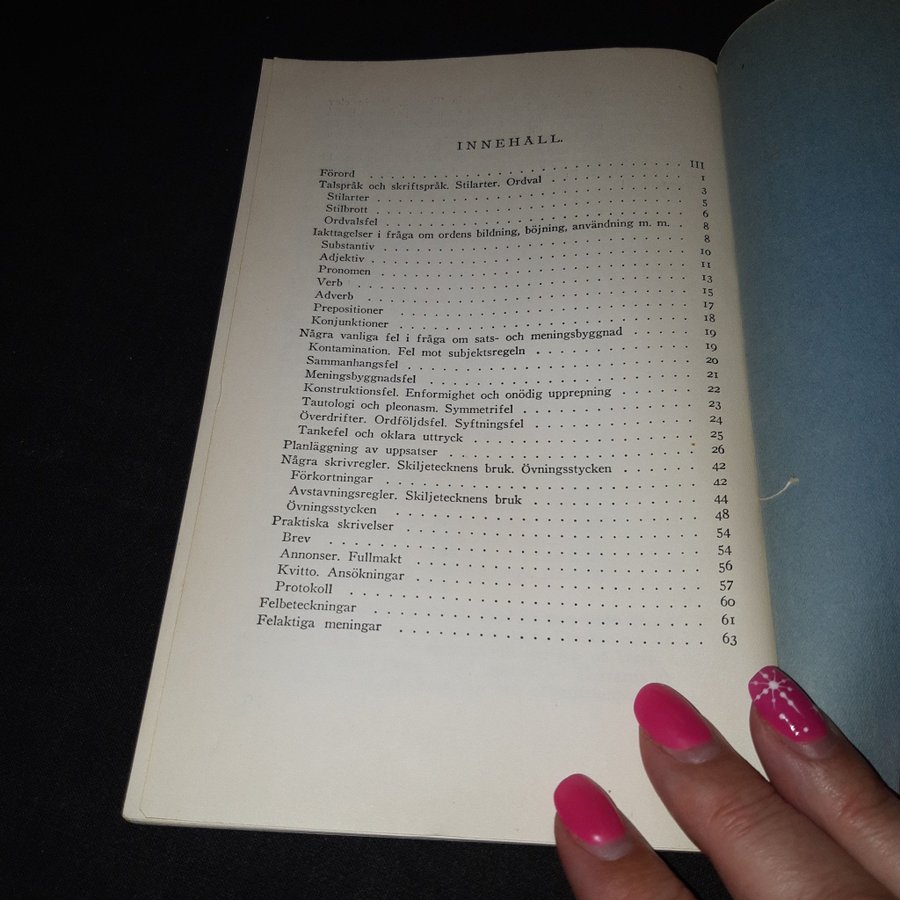 INNEHÅLL.
Förord . . . . . . . . . . . . . . . . . . . . III
Talspråk och skriftspråk. Stilarter. Ordval . . . . . . . . . . 1
Stilarter . . . . . . . . . . . . . . . . . . . . 3
Stilbrott . . . . . . . . . . . . . . . . . . . . 5
Ordvalsfel . . . . . . . . . . . . . . . . . . . . 6
Iakttagelser i fråga om ordens bildning, böjning, användning m. m. . 8
Substantiv . . . . . . . . . . . . . . . . . . . . 8
Adjektiv . . . . . . . . . . . . . . . . . . . . 10
Pronomen . . . . . . . . . . . . . . . . . . . . 11
Verb . . . . . . . . . . . . . . . . . . . . 13
Adverb . . . . . . . . . . . . . . . . . . . . 15
Prepositioner . . . . . . . . . . . . . . . . . . . . 17
Konjunktioner . . . . . . . . . . . . . . . . . . . . 18
Några vanliga fel i fråga om sats- och meningsbyggnad . . . . . 19
Kontamination. Fel mot subjektsregeln . . . . . . . . . . 19
Sammanhangsfel . . . . . . . . . . . . . . . . . . 20
Meningsbyggnadsfel . . . . . . . . . . . . . . . . . 21
Konstruktionsfel. Enformighet och onödig upprepning . . . . . 22
Tautologi och pleonasm. Symmetrifel . . . . . . . . . . 23
Överdrifter. Ordföljdsfel. Syftningsfel . . . . . . . . . . 24
Tankefel och oklara uttryck . . . . . . . . . . . . . . 25
Planläggning av uppsatser . . . . . . . . . . . . . . . 26
Några skrivregler. Skiljetecknens bruk. Övningsstycken . . . . . . 42
Förkortningar . . . . . . . . . . . . . . . . . . 42
Avstavningsregler. Skiljetecknens bruk . . . . . . . . . . 44
Övningsstycken . . . . . . . . . . . . . . . . . 48
Praktiska skrivelser . . . . . . . . . . . . . . . . . 54
Brev . . . . . . . . . . . . . . . . . . . . 54
Annonser. Fullmakt . . . . . . . . . . . . . . . . 56
Kvitto. Ansökningar . . . . . . . . . . . . . . . . 57
Protokoll . . . . . . . . . . . . . . . . . . . 60
Felbeteckningar . . . . . . . . . . . . . . . . . 61
Felaktiga meningar . . . . . . . . . . . . . . . . 63